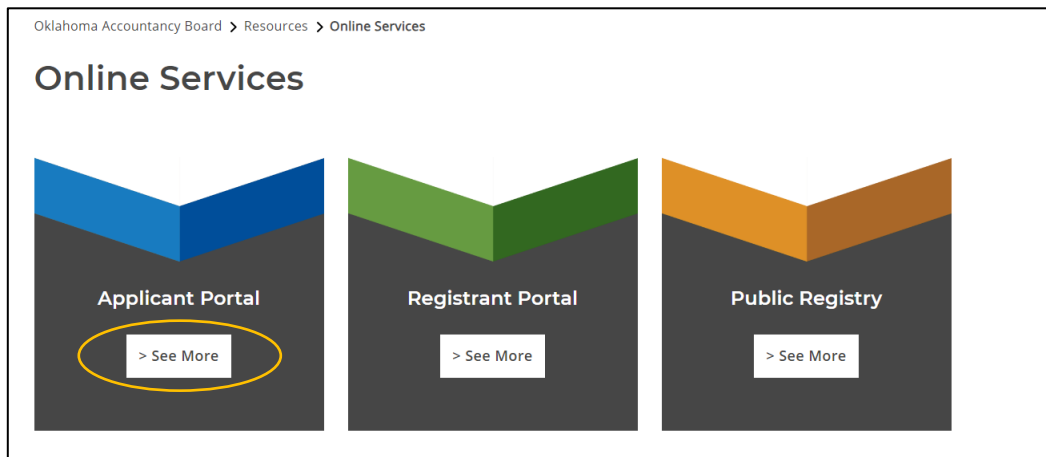 Oklahoma Accountancy Board > Resources > Online Services
Online Services
Applicant Portal
Registrant Portal
Public Registry
> See More
> See More
> See More